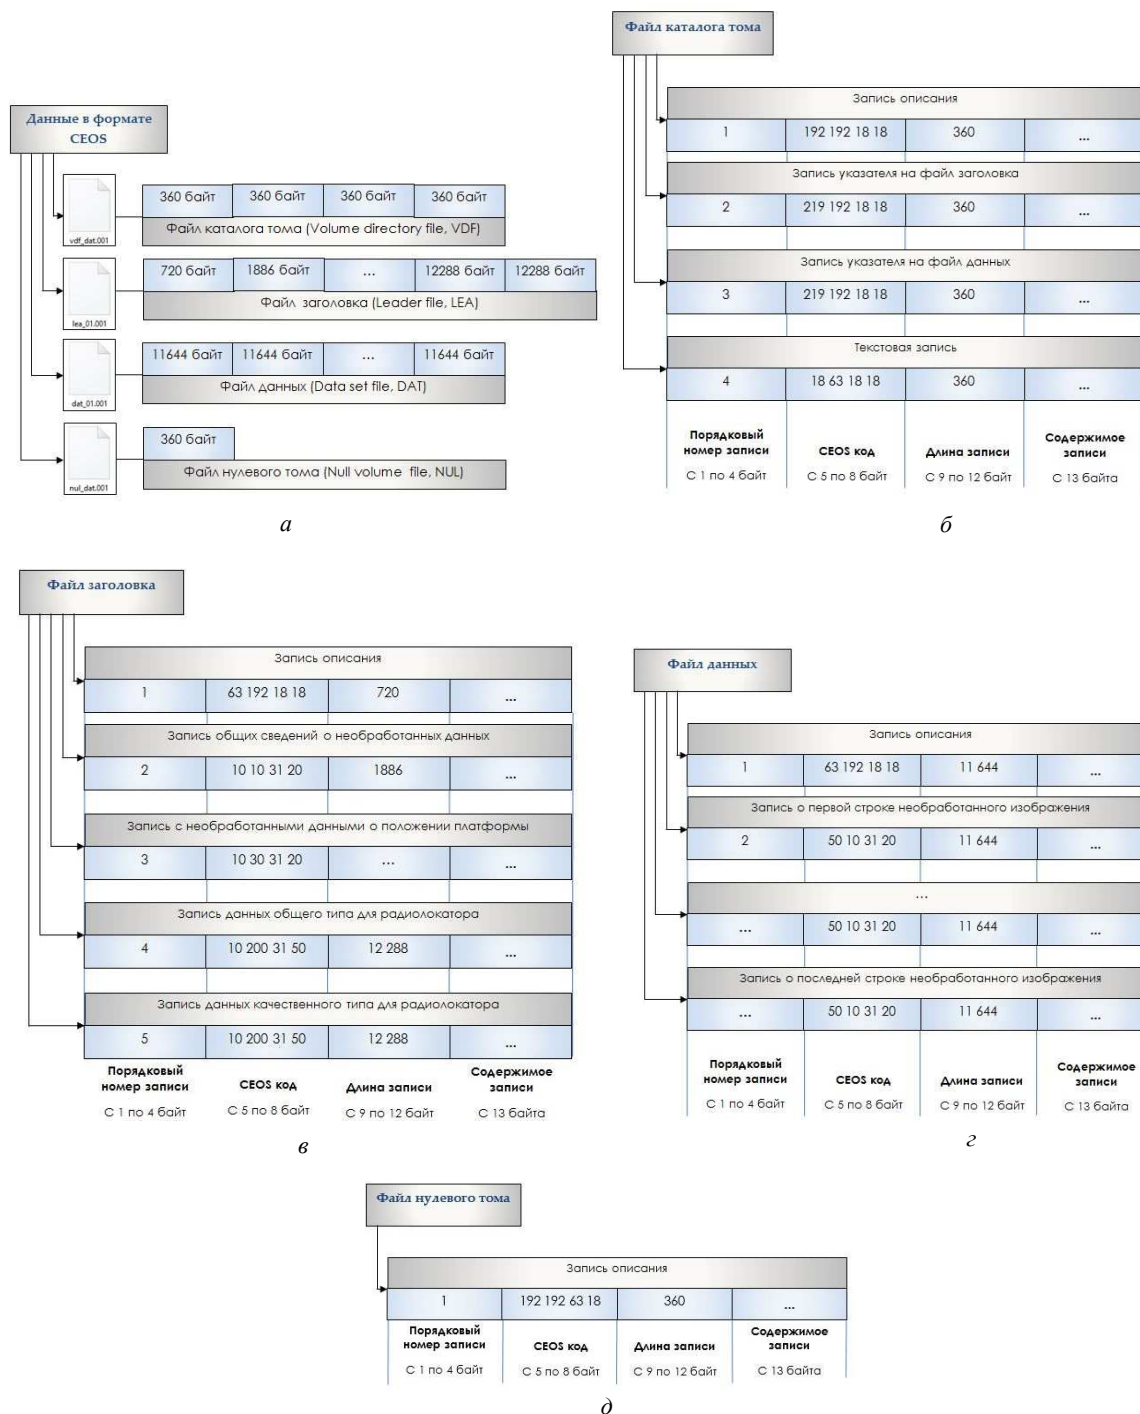 Данные в формате
CEOS
vdf_dat.001
360 байт 360 байт 360 байт 360 байт
Файл каталога тома (Volume directory file, VDF)
lea_01.001
720 байт 1886 байт ... 12288 байт 12288 байт
Файл заголовка (Leader file, LEA)
dat_01.001
11644 байт 11644 байт ... 11644 байт
Файл данных (Data set file, DAT)
nul_dat.001
360 байт
Файл нулевого тома (Null volume file, NUL)
а
Файл каталога тома
Запись описания
1 192 192 18 18 360 ...
Запись указателя на файл заголовка
2 219 192 18 18 360 ...
Запись указателя на файл данных
3 219 192 18 18 360 ...
Текстовая запись
4 18 63 18 18 360 ...
Порядковый
номер записи CEOS код Длина записи Содержимое
записи
С 1 по 4 байт С 5 по 8 байт С 9 по 12 байт С 13 байта
б
Файл заголовка
Запись описания
1 63 192 18 18 720 ...
Запись общих сведений о необработанных данных
2 10 10 31 20 1886 ...
Запись с необработанными данными о положении платформы
3 10 30 31 20 ... ...
Запись данных общего типа для радиолокатора
4 10 200 31 50 12 288 ...
Запись данных качественного типа для радиолокатора
5 10 200 31 50 12 288 ...
Порядковый
номер записи CEOS код Длина записи Содержимое
записи
С 1 по 4 байт С 5 по 8 байт С 9 по 12 байт С 13 байта
в
Файл данных
Запись описания
1 63 192 18 18 11 644 ...
Запись о первой строке необработанного изображения
2 50 10 31 20 11 644 ...
...
... 50 10 31 20 11 644 ...
Запись о последней строке необработанного изображения
... 50 10 31 20 11 644 ...
Порядковый
номер записи CEOS код Длина записи Содержимое
записи
С 1 по 4 байт С 5 по 8 байт С 9 по 12 байт С 13 байта
г
Файл нулевого тома
Запись описания
1 192 192 63 18 360 ...
Порядковый
номер записи CEOS код Длина записи Содержимое
записи
С 1 по 4 байт С 5 по 8 байт С 9 по 12 байт С 13 байта
д